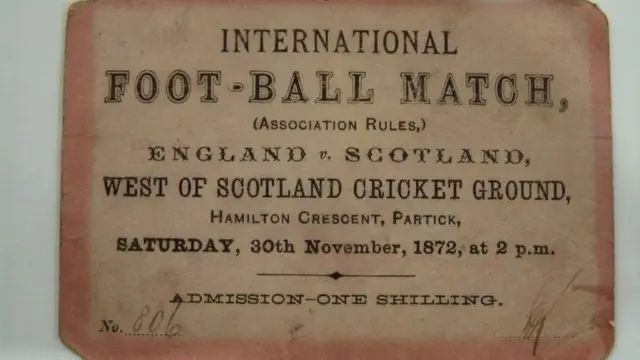 INTERNATIONAL
FOOT-BALL MATCH,
(ASSOCIATION RULES,)
ENGLAND v. SCOTLAND,
WEST OF SCOTLAND CRICKET GROUND,
HAMILTON CRESCENT, PARTICK,
SATURDAY, 30th November, 1872, at 2 p.m.
ADMISSION—ONE SHILLING.
No. 806